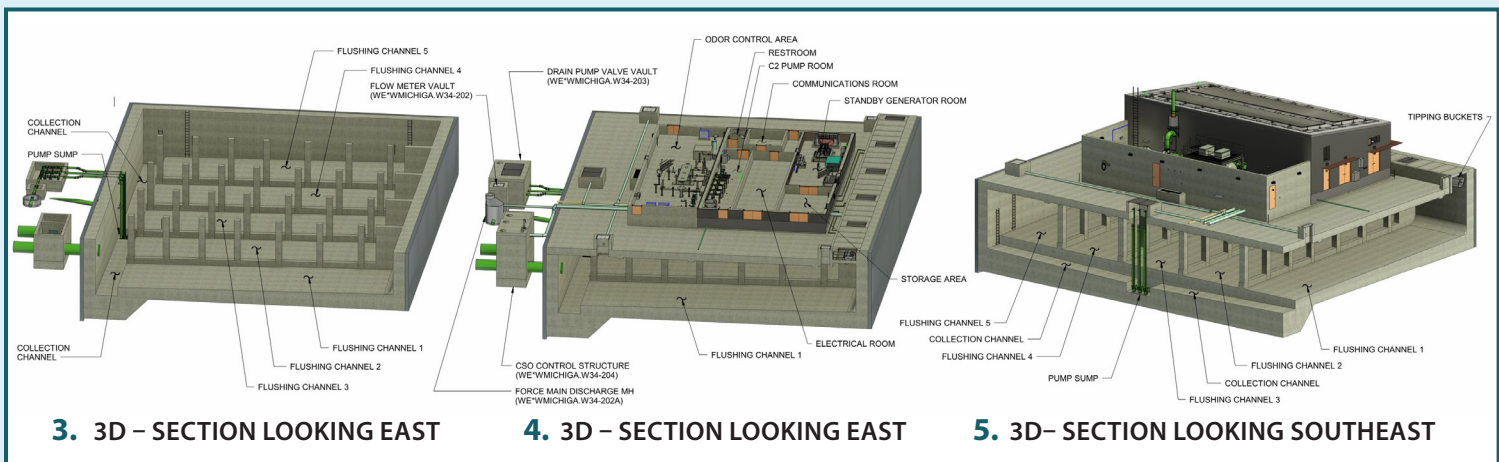 FLUSHING CHANNEL 5
FLUSHING CHANNEL 4
FLOW METER VAULT
(WE*WMICHIGA.W34-202)
COLLECTION
CHANNEL
PUMP SUMP
COLLECTION
CHANNEL
FLUSHING CHANNEL 1
FLUSHING CHANNEL 2
FLUSHING CHANNEL 3
3. 3D – SECTION LOOKING EAST
ODOR CONTROL AREA
RESTROOM
C2 PUMP ROOM
COMMUNICATIONS ROOM
STANDBY GENERATOR ROOM
DRAIN PUMP VALVE VAULT
(WE*WMICHIGA.W34-203)
STORAGE AREA
ELECTRICAL ROOM
FLUSHING CHANNEL 1
CSO CONTROL STRUCTURE
(WE*WMICHIGA.W34-204)
FORCE MAIN DISCHARGE MH
(WE*WMICHIGA.W34-202A)
4. 3D – SECTION LOOKING EAST
TIPPING BUCKETS
FLUSHING CHANNEL 5
COLLECTION CHANNEL
FLUSHING CHANNEL 4
PUMP SUMP
FLUSHING CHANNEL 1
FLUSHING CHANNEL 2
COLLECTION CHANNEL
FLUSHING CHANNEL 3
5. 3D– SECTION LOOKING SOUTHEAST